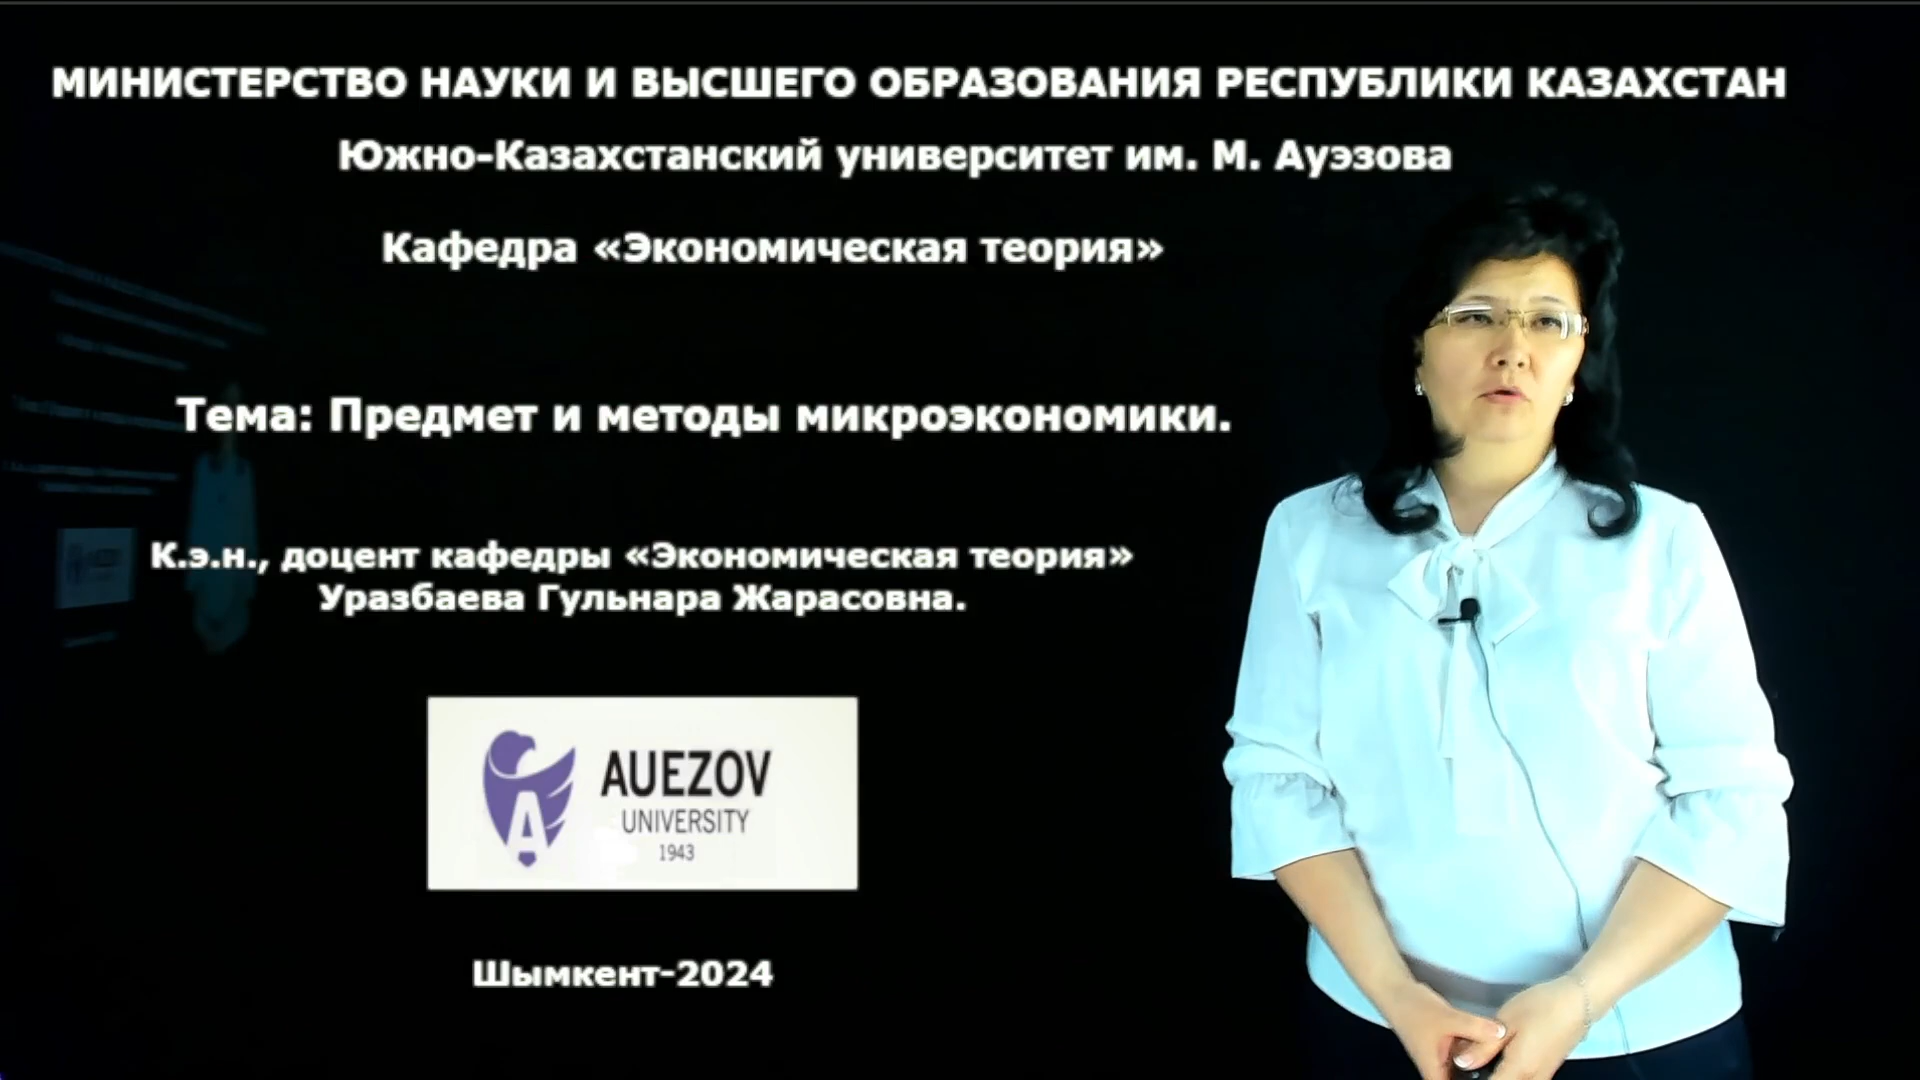 МИНИСТЕРСТВО НАУКИ И ВЫСШЕГО ОБРАЗОВАНИЯ РЕСПУБЛИКИ КАЗАХСТАН
Южно-Казахстанский университет им. М. Ауэзова
Кафедра «Экономическая теория»
Тема: Предмет и методы микроэкономики.
К.э.н., доцент кафедры «Экономическая теория»
Уразбаева Гульнара Жарасовна.
A
AUEZOV
UNIVERSITY
1943
Шымкент-2024